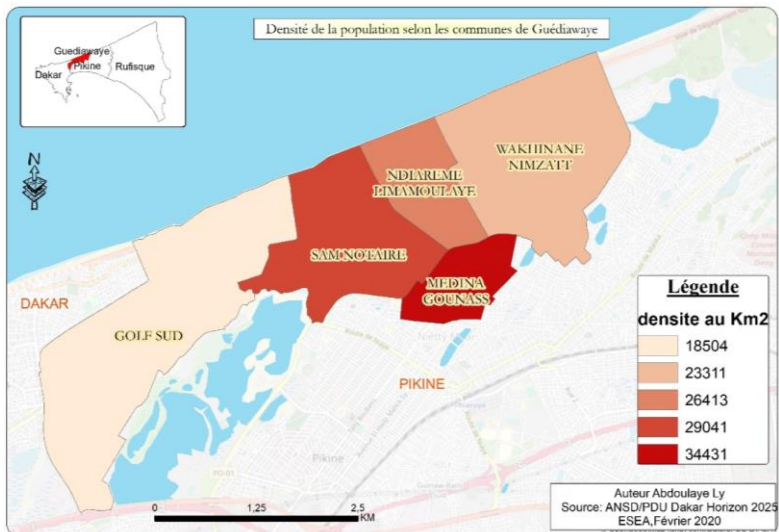 Densité de la population selon les communes de Guédiawaye
Guediawaye
Dakar
Pikine
Rufisque
N
WAKHINANE
NIMZATT
NDIAREME
LIMAMOULAYE
SAM NOTAIRE
MEDINA
GOUNASS
DAKAR
GOLF SUD
PIKINE
Pikine
Légende
densite au Km2
18504
23311
26413
29041
34431
0
1,25
2,5
KM
Auteur Abdoulaye Ly
Source: ANSD/PDU Dakar Horizon
ESEA,Février 2020